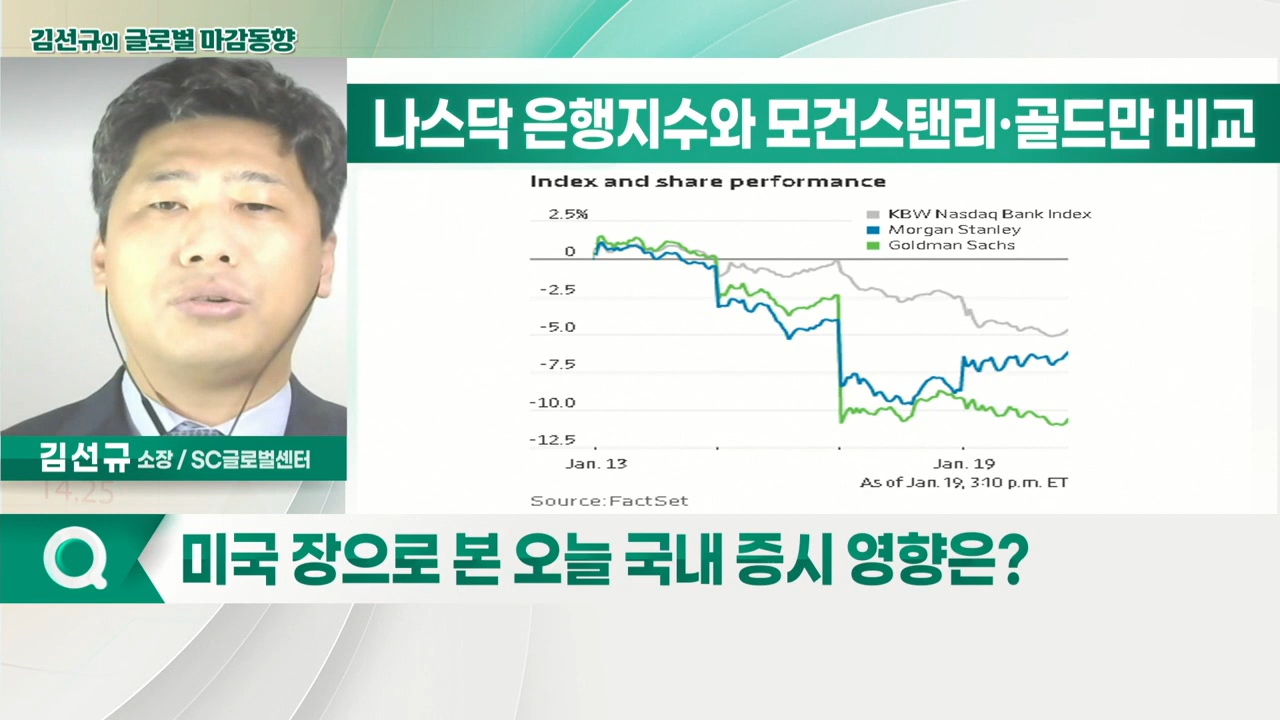 김선규의 글로벌 마감동향
나스닥 은행지수와 모건스탠리·골드만 비교
Index and share performance
2.5%
0
-2.5
-5.0
-7.5
-10.0
-12.5
KBW Nasdaq Bank Index
Morgan Stanley
Goldman Sachs
Jan. 13
Jan. 19
As of Jan. 19, 3:10 p.m. ET
Source: FactSet
김선규 소장 / SC글로벌센터
14.25
Q 미국 장으로 본 오늘 국내 증시 영향은?